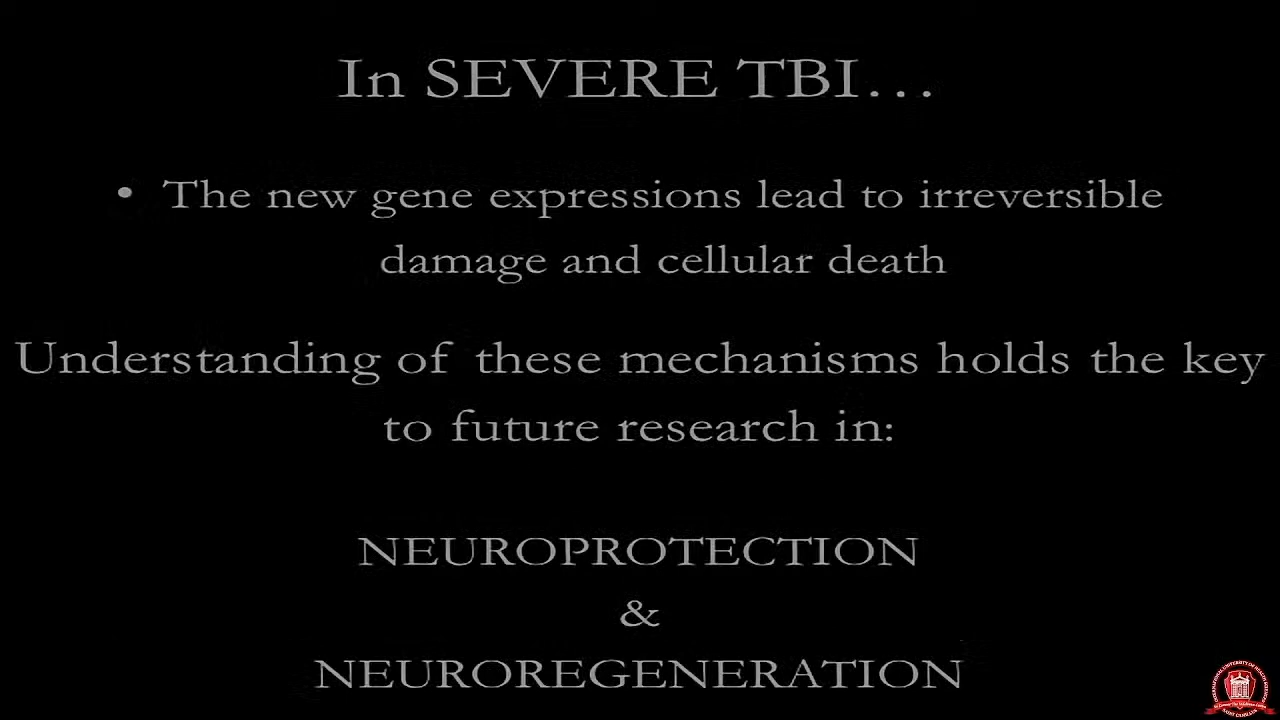 In SEVERE TBI…
• The new gene expressions lead to irreversible
damage and cellular death
Understanding of these mechanisms holds the key
to future research in:
NEUROPROTECTION
&
NEUROREGENERATION